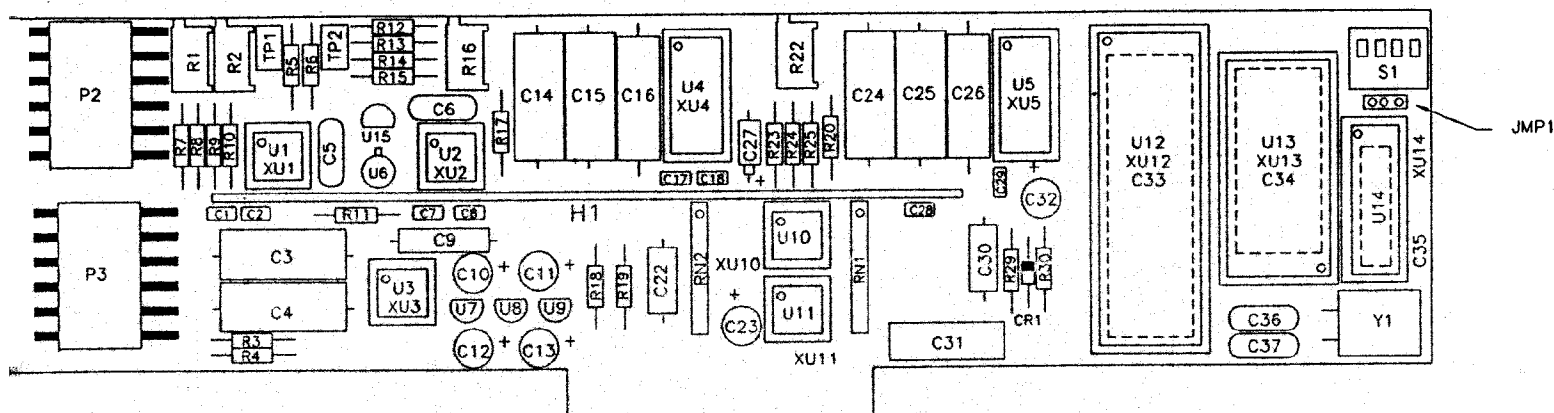 P2
R1
R2
TP1
R5
R6
TP2
R12
R13
R14
R15
R16
C14
C15
C16
U4
XU4
R22
C24
C25
C26
U5
XU5
S1
JMP1
R7
R8
R9
R10
U1
XU1
C5
U15
U6
C6
U2
XU2
R17
C17
C18
C27
+
R23
R24
R25
R20
C29
+
C32
U12
XU12
C33
U13
XU13
C34
U14
XU14
C35
P3
C1
C2
R11
C7
C8
H1
C28
C3
C4
C9
R3
R4
U3
XU3
C10
+
C11
+
U7
U8
U9
C12
+
C13
+
R18
R19
C22
RN2
XU10
U10
+
C23
U11
XU11
RN1
C30
R29
R30
CR1
C31
C36
C37
Y1